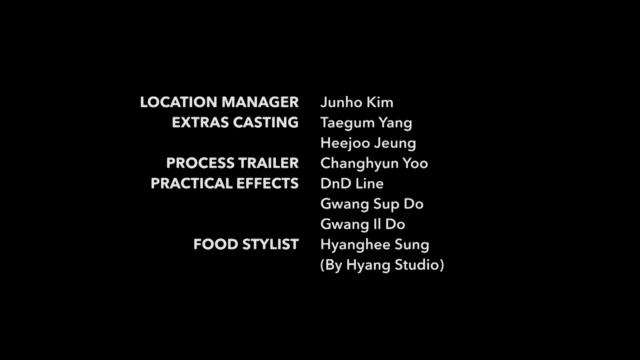 LOCATION MANAGER Junho Kim
EXTRAS CASTING Taegum Yang
Heejoo Jeung
PROCESS TRAILER Changhyun Yoo
PRACTICAL EFFECTS DnD Line
Gwang Sup Do
Gwang Il Do
FOOD STYLIST Hyanghee Sung
(By Hyang Studio)